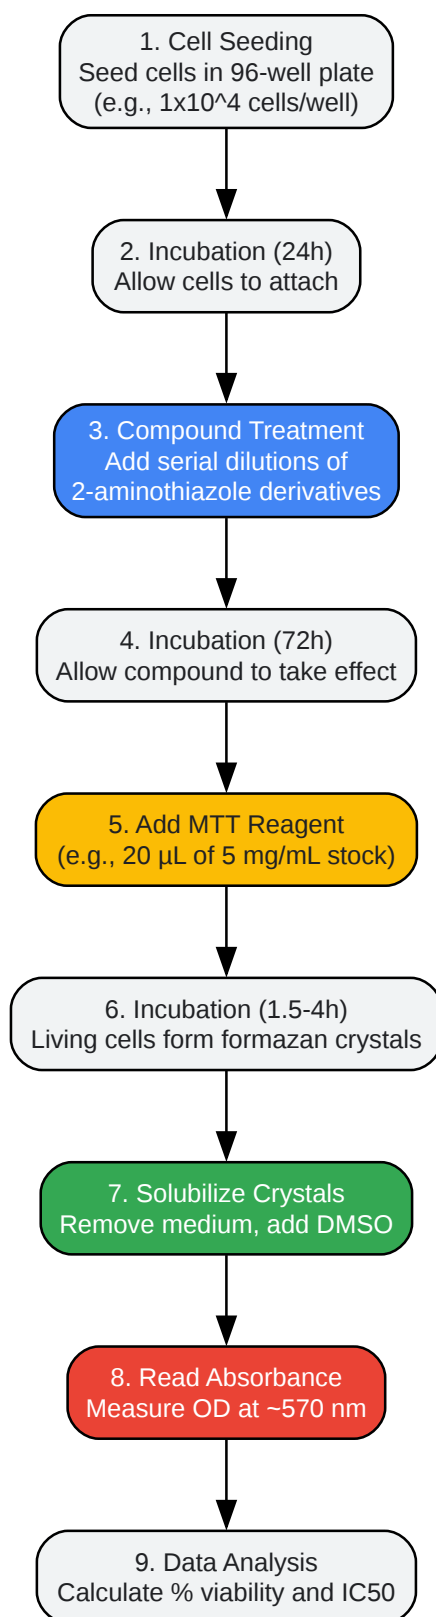 1. Cell Seeding
Seed cells in 96-well plate
(e.g., 1x10^4 cells/well)
2. Incubation (24h)
Allow cells to attach
3. Compound Treatment
Add serial dilutions of
2-aminothiazole derivatives
4. Incubation (72h)
Allow compound to take effect
5. Add MTT Reagent
(e.g., 20 µL of 5 mg/mL stock)
6. Incubation (1.5-4h)
Living cells form formazan crystals
7. Solubilize Crystals
Remove medium, add DMSO
8. Read Absorbance
Measure OD at ~570 nm
9. Data Analysis
Calculate % viability and IC50